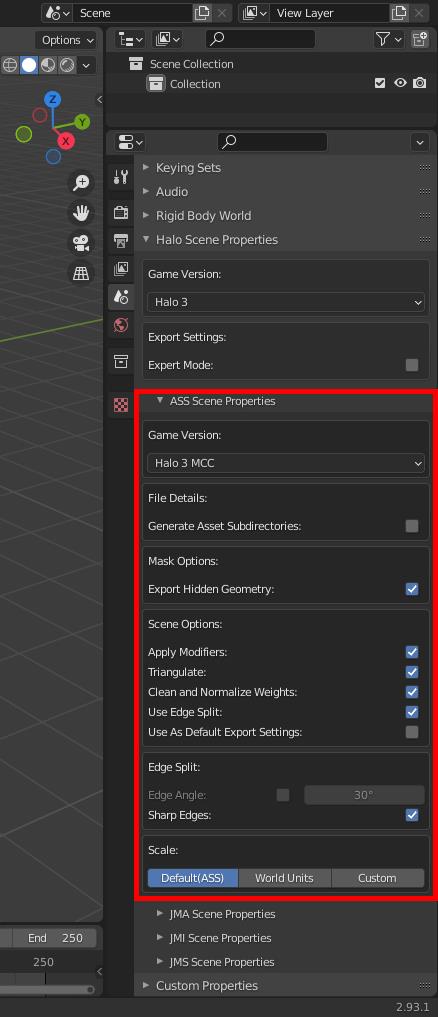 Scene
View Layer
Options
Scene Collection
Collection
Z
Y
X
Keying Sets
Audio
Rigid Body World
Halo Scene Properties
Game Version:
Halo 3
Export Settings:
Expert Mode:
ASS Scene Properties
Game Version:
Halo 3 MCC
File Details:
Generate Asset Subdirectories:
Mask Options:
Export Hidden Geometry:
Scene Options:
Apply Modifiers:
Triangulate:
Clean and Normalize Weights:
Use Edge Split:
Use As Default Export Settings:
Edge Split:
Edge Angle: 30°
Sharp Edges:
Scale:
Default(ASS) World Units Custom
JMA Scene Properties
End 250
JMI Scene Properties
250
JMS Scene Properties
Custom Properties
2.93.1